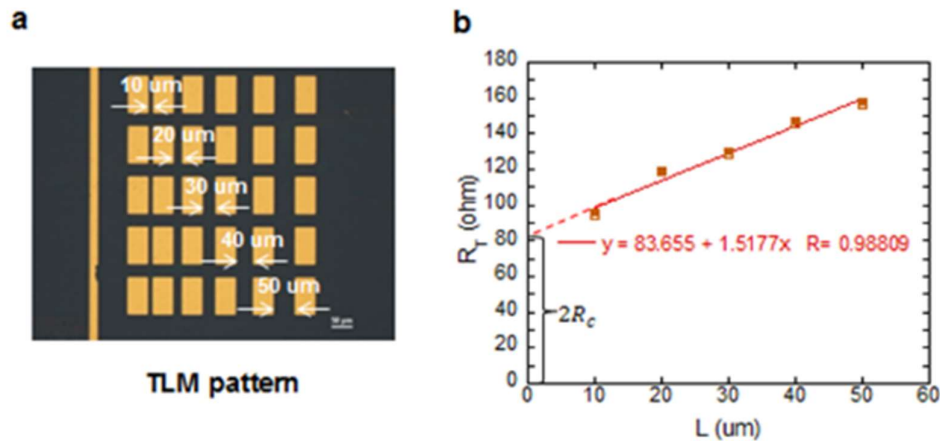 a
10 um
20 um
30 um
40 um
50 um
TLM pattern
b
180
160
140
120
100
80
60
40
20
0
R_T (ohm)
y = 83.655 + 1.5177x R= 0.98809
2R_c
0 10 20 30 40 50 60
L (um)